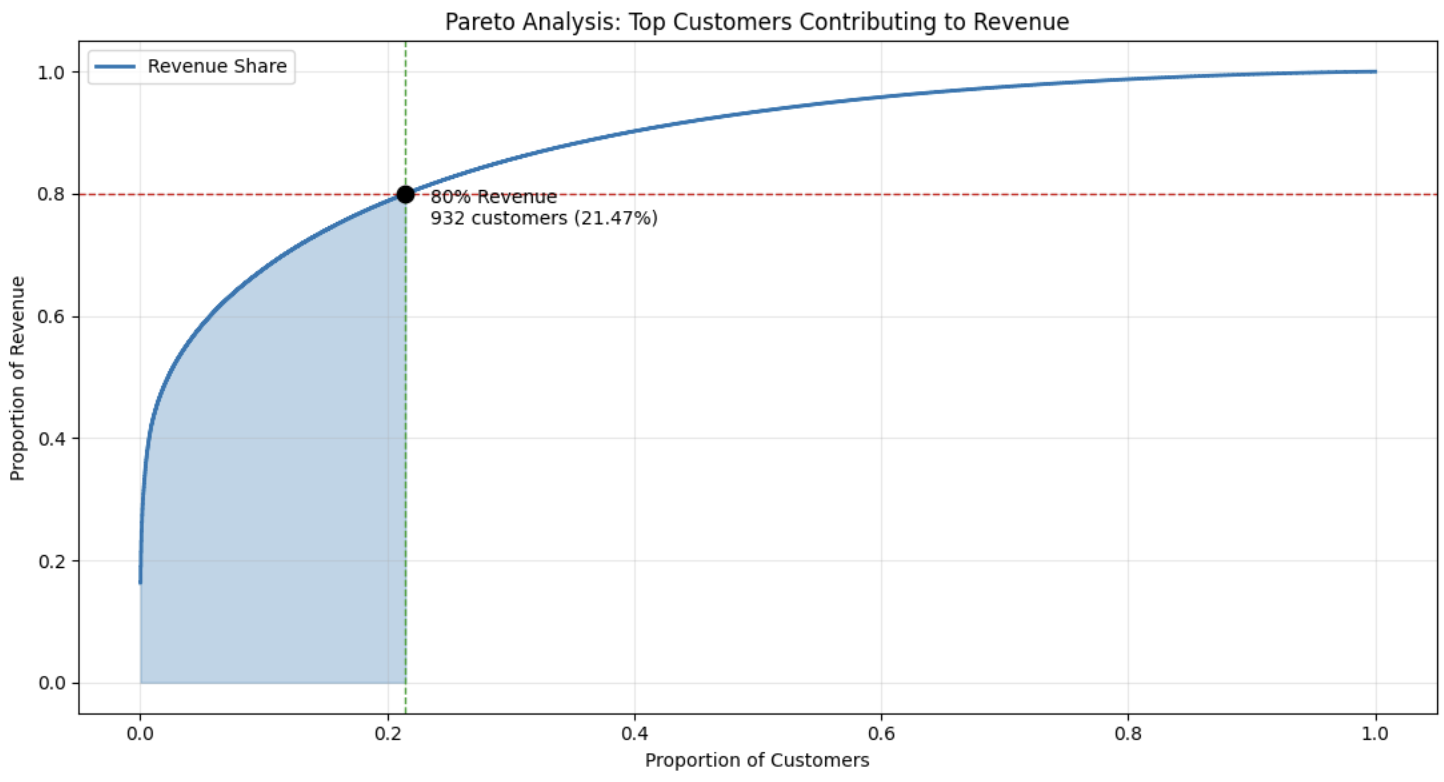 Pareto Analysis: Top Customers Contributing to Revenue
Revenue Share
1.0
0.8
0.6
0.4
0.2
0.0
Proportion of Revenue
80% Revenue
932 customers (21.47%)
0.0 0.2 0.4 0.6 0.8 1.0
Proportion of Customers